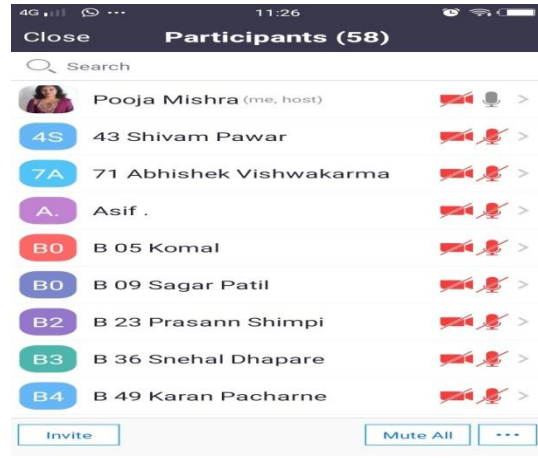 4G 11:26
Close Participants (58)
Search
Pooja Mishra (me, host)
4S 43 Shivam Pawar
7A 71 Abhishek Vishwakarma
A. Asif .
B0 B 05 Komal
B0 B 09 Sagar Patil
B2 B 23 Prasann Shimpi
B3 B 36 Snehal Dhapare
B4 B 49 Karan Pacharne
Invite Mute All ...